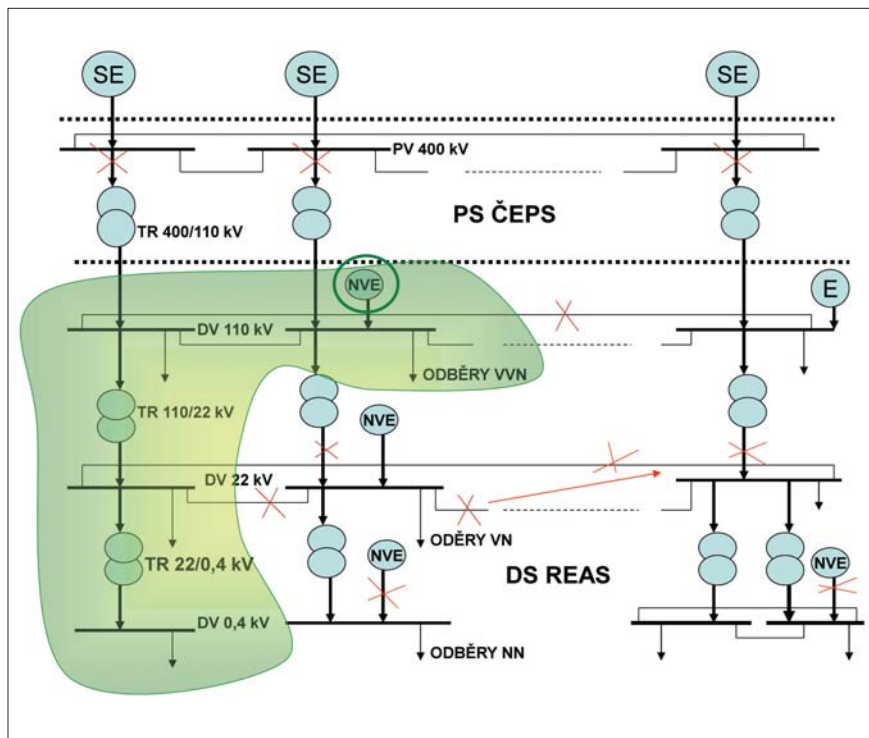 SE
SE
SE
PV 400 kV
PS ČEPS
TR 400/110 kV
NVE
E
DV 110 kV
ODBĚRY VVN
TR 110/22 kV
NVE
DV 22 kV
ODĚRY VN
TR 22/0,4 kV
NVE
DS REAS
NVE
DV 0,4 kV
ODBĚRY NN